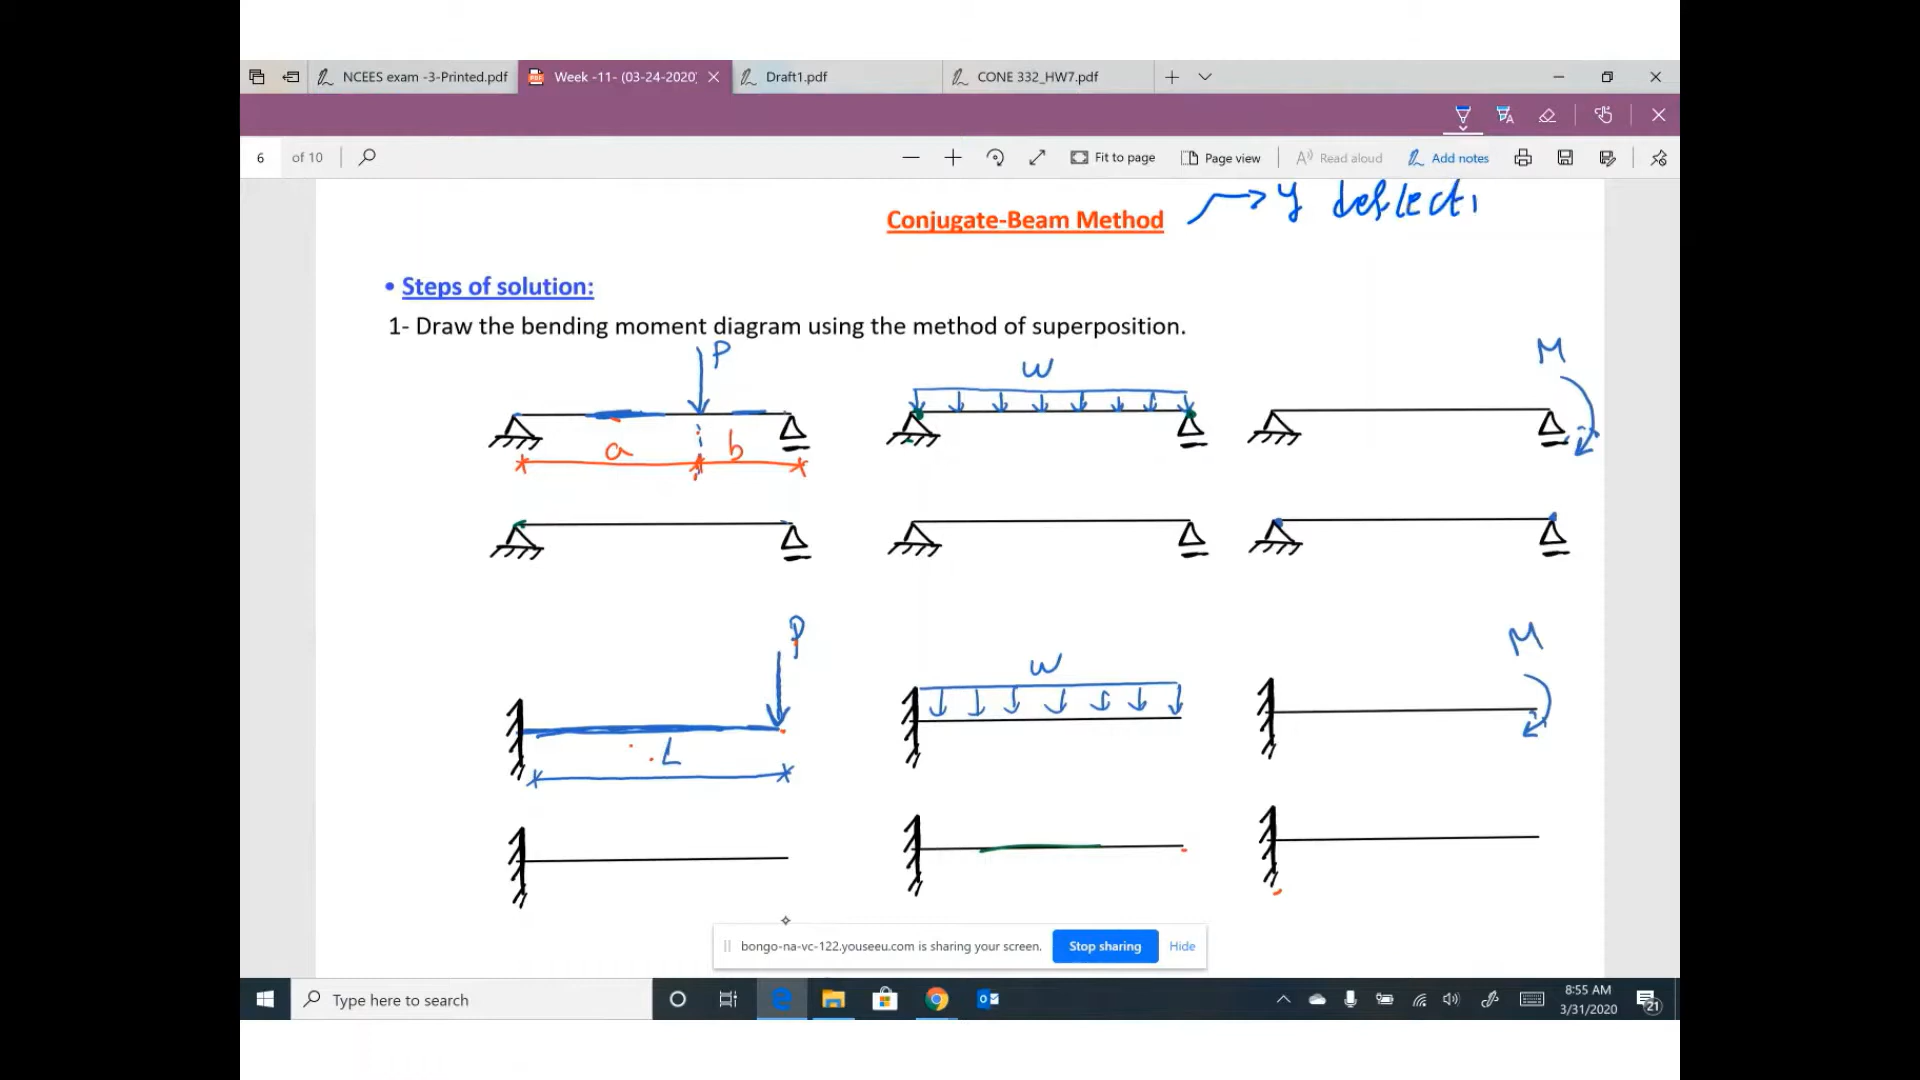 NCEES exam -3-Printed.pdf
Week -11- (03-24-2020)
Draft1.pdf
CONE 332_HW7.pdf
6 of 10
Fit to page
Page view
Read aloud
Add notes
Conjugate-Beam Method
y deflecti
• Steps of solution:
1- Draw the bending moment diagram using the method of superposition.
P
w
M
a
b
P
w
M
L
bongo-na-vc-122.youseeu.com is sharing your screen.
Stop sharing
Hide
Type here to search
8:55 AM
3/31/2020
21